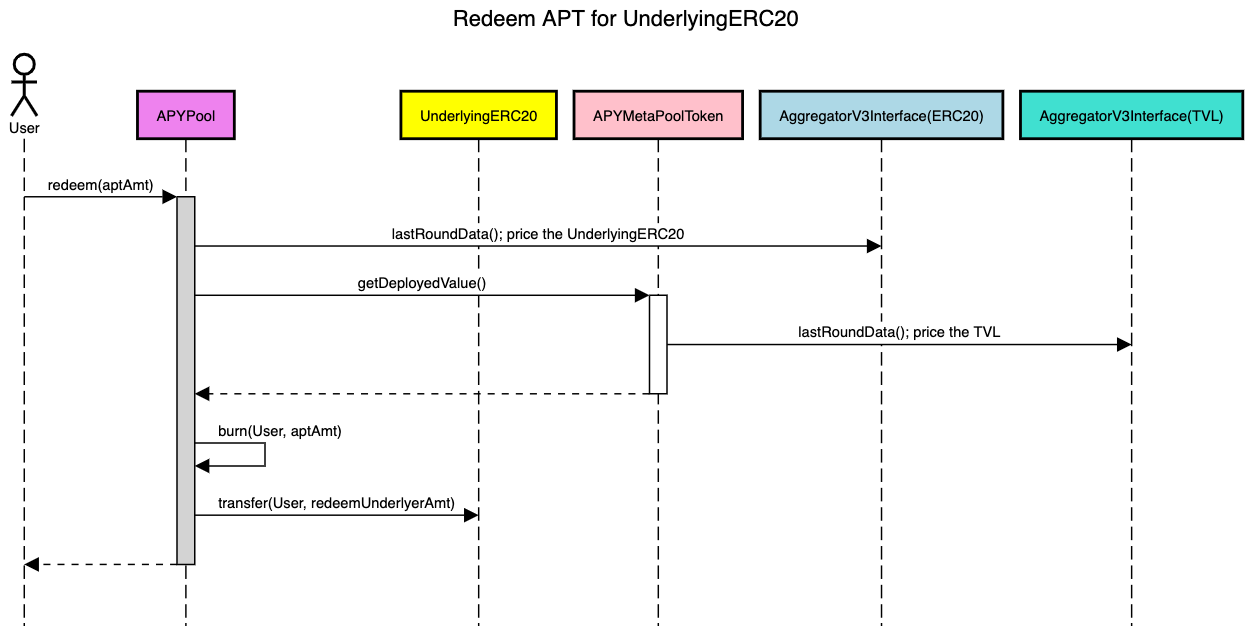 Redeem APT for UnderlyingERC20
User
APYPool
UnderlyingERC20
APYMetaPoolToken
AggregatorV3Interface(ERC20)
AggregatorV3Interface(TVL)
redeem(aptAmt)
lastRoundData(); price the UnderlyingERC20
getDeployedValue()
lastRoundData(); price the TVL
burn(User, aptAmt)
transfer(User, redeemUnderlyerAmt)